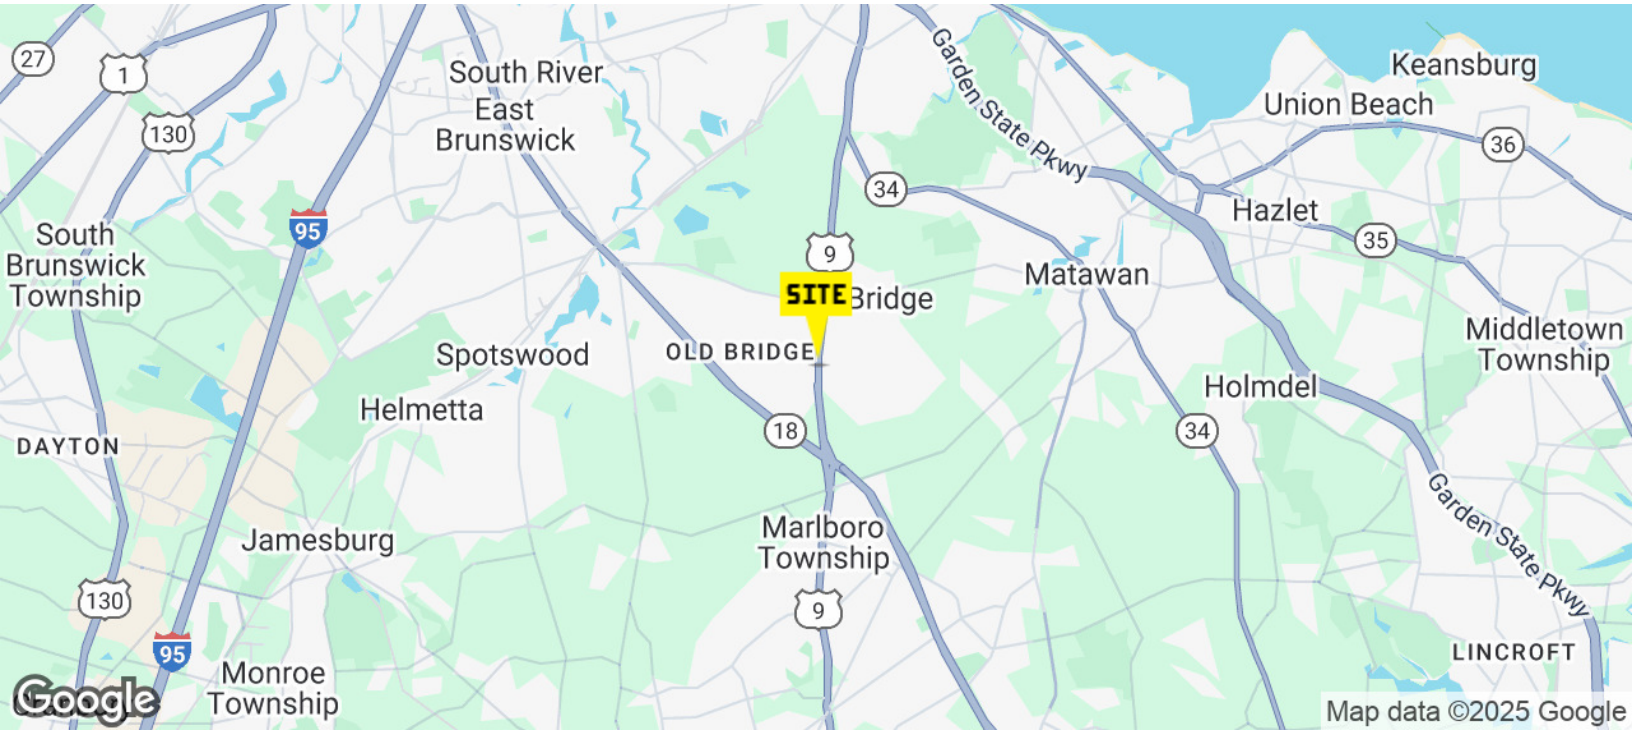 27
1
South River
Garden State Pkwy
Keansburg
Union Beach
East
Brunswick
130
36
34
South
Brunswick
Township
95
Hazlet
35
9
Matawan
SITE
Bridge
Middletown
Township
Spotswood
OLD BRIDGE
Holmdel
Helmetta
18
34
DAYTON
Garden State Pkwy
Marlboro
Township
Jamesburg
130
9
95
LINCROFT
Monroe
Township
Google
Map data ©2025 Google